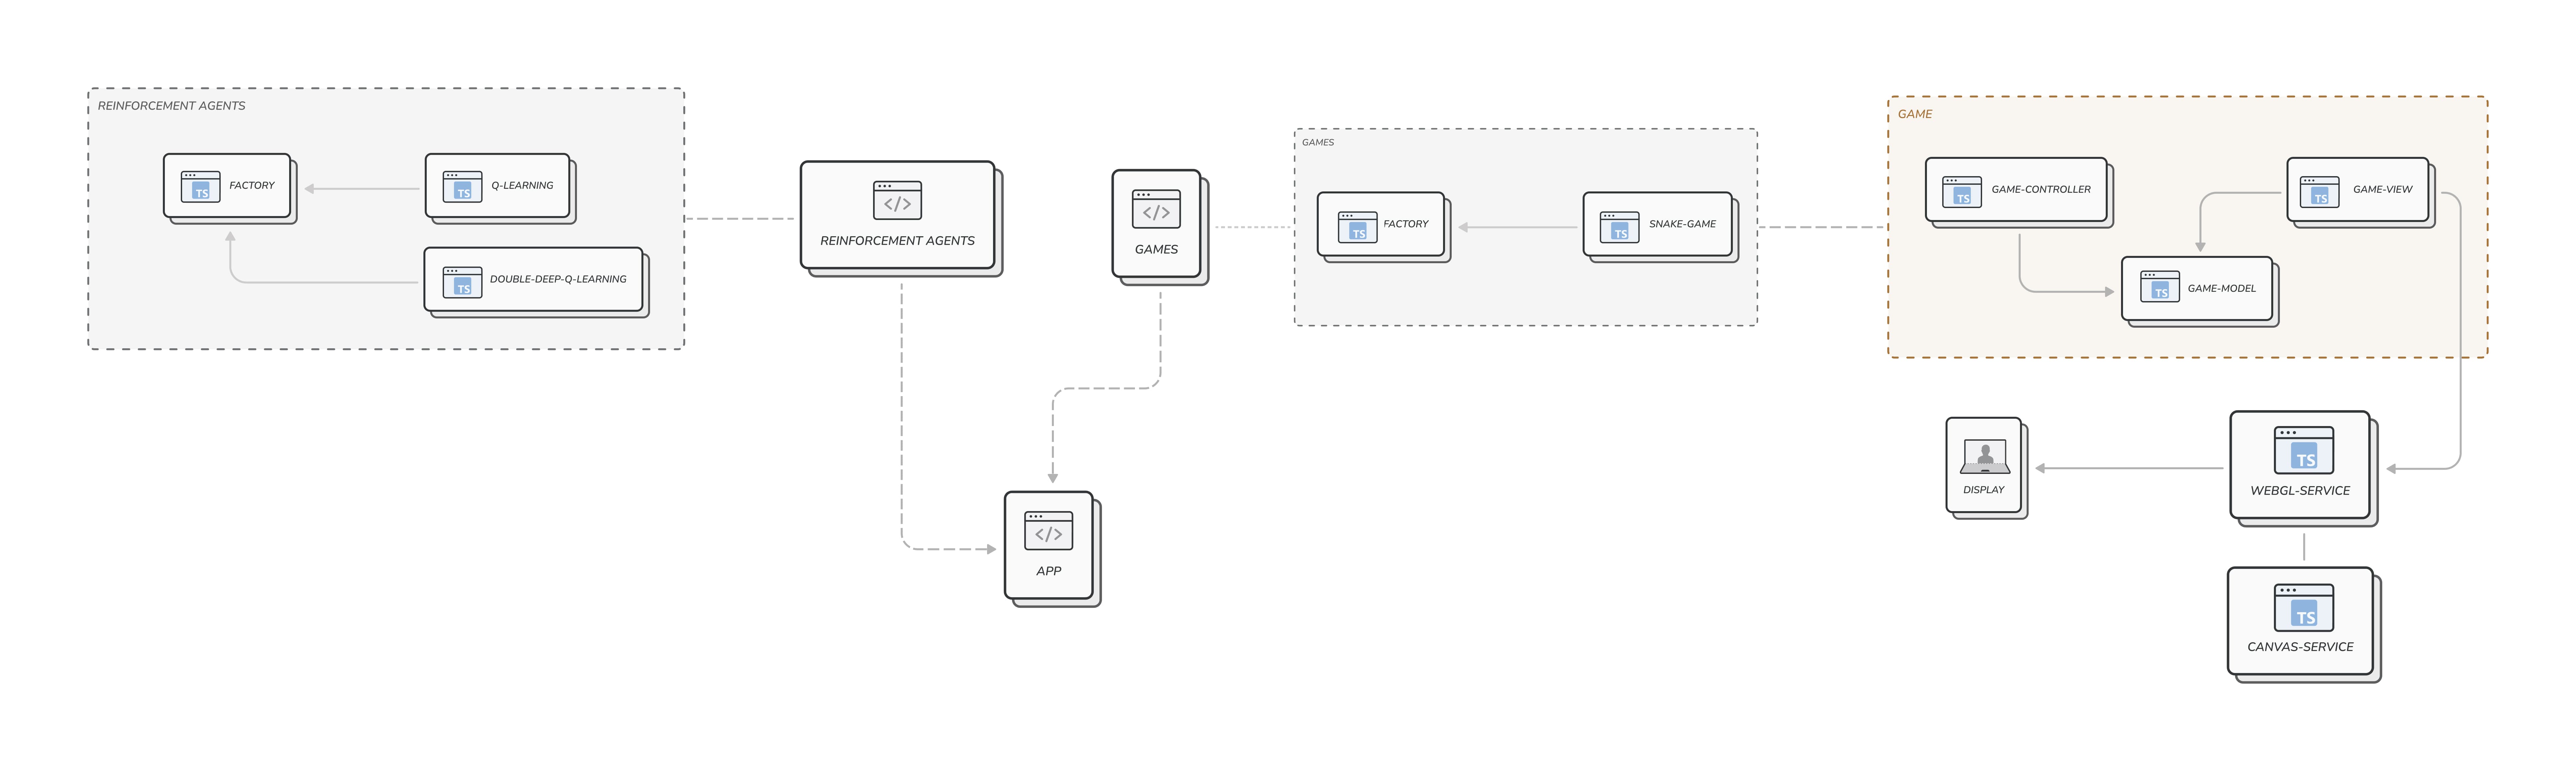 REINFORCEMENT AGENTS
TS FACTORY
TS Q-LEARNING
TS DOUBLE-DEEP-Q-LEARNING
</> REINFORCEMENT AGENTS
</> GAMES
GAMES
TS FACTORY
TS SNAKE-GAME
GAME
TS GAME-CONTROLLER
TS GAME-VIEW
TS GAME-MODEL
</>
APP
DISPLAY
TS
WEBGL-SERVICE
TS
CANVAS-SERVICE